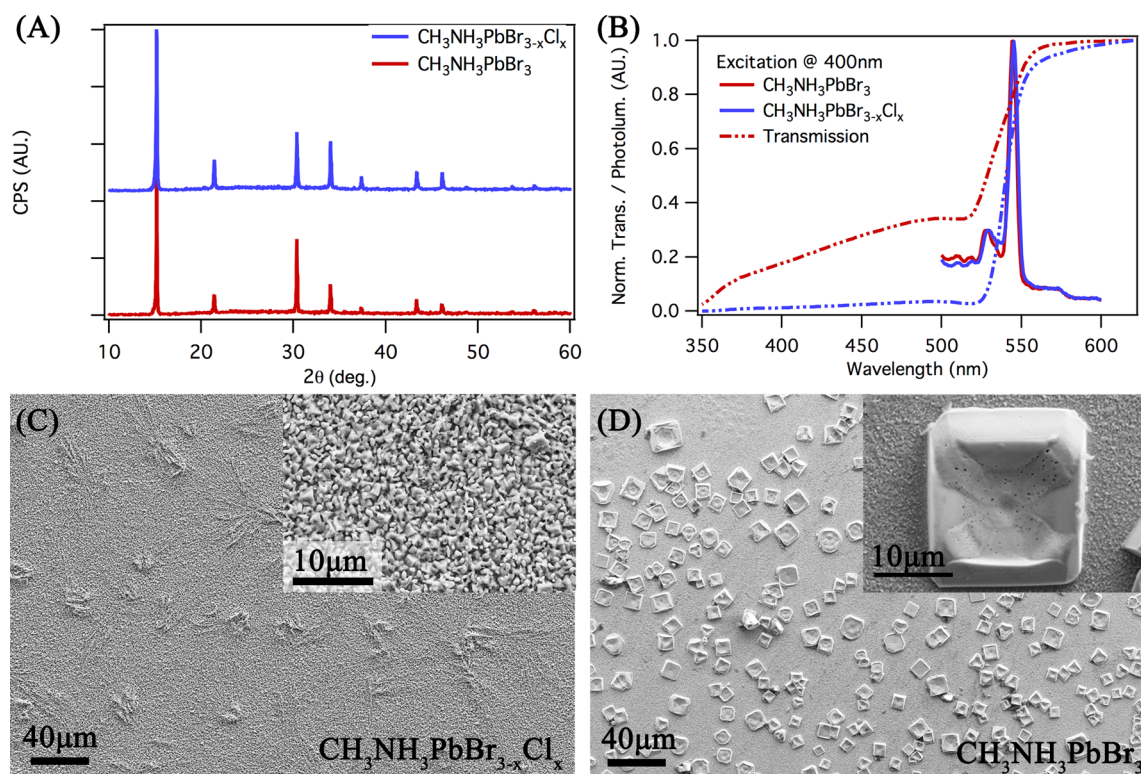 (A)
CH₃NH₃PbBr₃₋ₓClₓ
CH₃NH₃PbBr₃
CPS (AU.)
10 20 30 40 50 60
2θ (deg.)
(B)
Excitation @ 400nm
CH₃NH₃PbBr₃
CH₃NH₃PbBr₃₋ₓClₓ
Transmission
Norm. Trans. / Photolum. (AU.)
1.0
0.8
0.6
0.4
0.2
0.0
350 400 450 500 550 600
Wavelength (nm)
(C)
10μm
40μm
CH₃NH₃PbBr₃₋ₓClₓ
(D)
10μm
40μm
CH₃NH₃PbBr₃